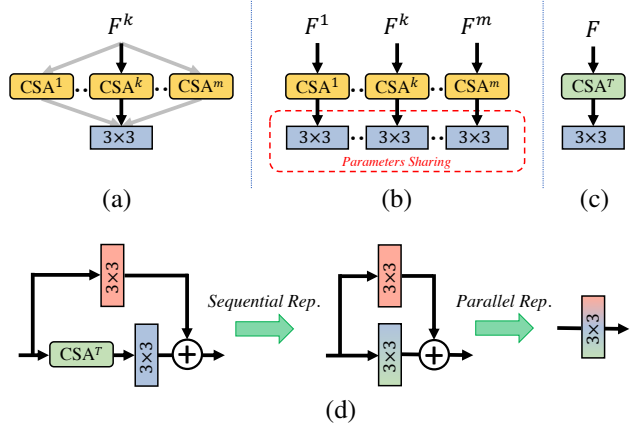 F^k
CSA^1 ·· CSA^k ·· CSA^m
3×3
(a)
F^1 F^k F^m
CSA^1 ·· CSA^k ·· CSA^m
3×3 ·· 3×3 ·· 3×3
Parameters Sharing
(b)
F
CSA^T
3×3
(c)
3×3
CSA^T 3×3 +
Sequential Rep.
3×3
3×3 +
Parallel Rep.
3×3
(d)